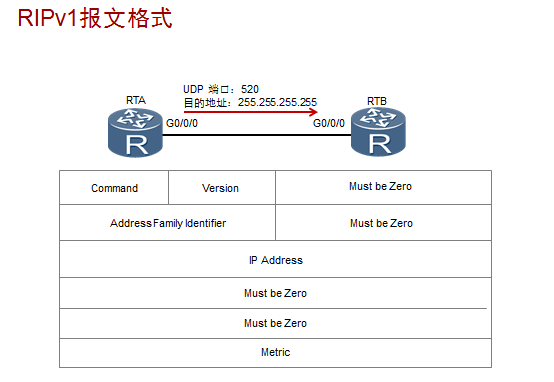 RIPv1报文格式
UDP 端口：520
目的地址：255.255.255.255
RTA
RTB
G0/0/0
G0/0/0
R
R
Command
Version
Must be Zero
Address Family Identifier
Must be Zero
IP Address
Must be Zero
Must be Zero
Metric